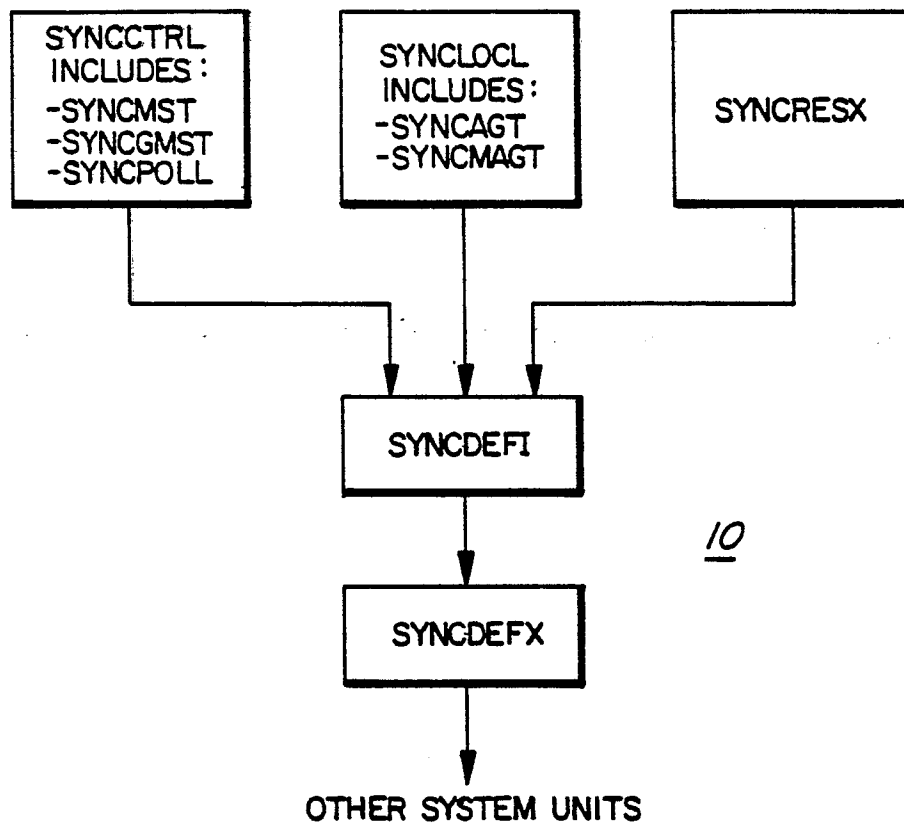 SYNCCTRL
INCLUDES:
-SYNCMST
-SYNCGMST
-SYNCPOLL
SYNCLOCL
INCLUDES:
-SYNCAGT
-SYNCMAGT
SYNCRESX
SYNCDEFI
10
SYNCDEFX
OTHER SYSTEM UNITS